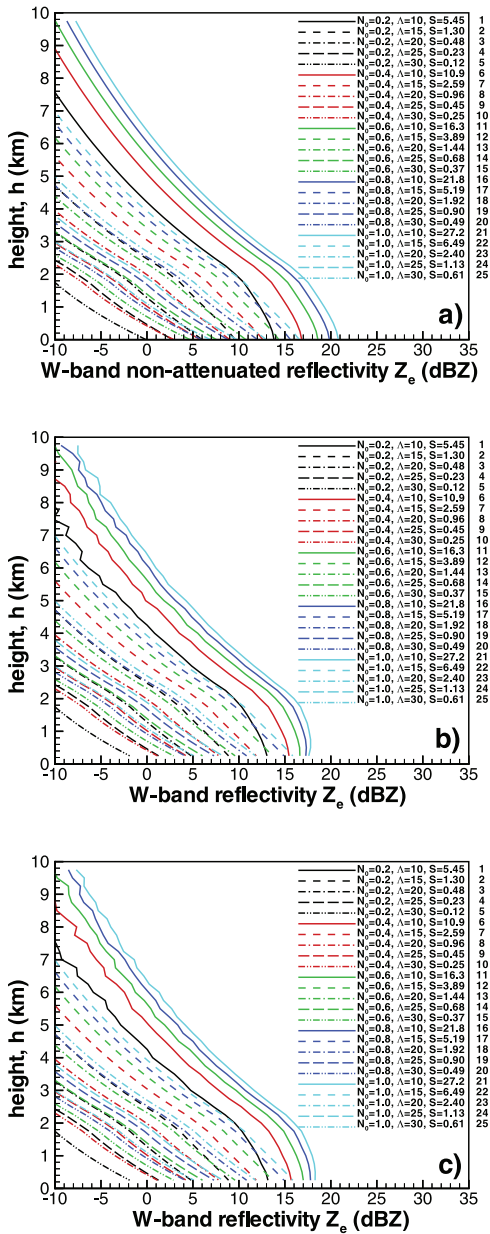 10
9
8
7
6
5
4
3
2
1
0
height, h (km)
N₀=0.2, Λ=10, S=5.45 1
N₀=0.2, Λ=15, S=1.30 2
N₀=0.2, Λ=20, S=0.48 3
N₀=0.2, Λ=25, S=0.23 4
N₀=0.2, Λ=30, S=0.12 5
N₀=0.4, Λ=10, S=10.9 6
N₀=0.4, Λ=15, S=2.59 7
N₀=0.4, Λ=20, S=0.96 8
N₀=0.4, Λ=25, S=0.45 9
N₀=0.4, Λ=30, S=0.25 10
N₀=0.6, Λ=10, S=16.3 11
N₀=0.6, Λ=15, S=3.89 12
N₀=0.6, Λ=20, S=1.44 13
N₀=0.6, Λ=25, S=0.68 14
N₀=0.6, Λ=30, S=0.37 15
N₀=0.8, Λ=10, S=21.8 16
N₀=0.8, Λ=15, S=5.19 17
N₀=0.8, Λ=20, S=1.92 18
N₀=0.8, Λ=25, S=0.90 19
N₀=0.8, Λ=30, S=0.49 20
N₀=1.0, Λ=10, S=27.2 21
N₀=1.0, Λ=15, S=6.49 22
N₀=1.0, Λ=20, S=2.40 23
N₀=1.0, Λ=25, S=1.13 24
N₀=1.0, Λ=30, S=0.61 25
a)
-10 -5 0 5 10 15 20 25 30 35
W-band non-attenuated reflectivity Zₑ (dBZ)
10
9
8
7
6
5
4
3
2
1
0
height, h (km)
N₀=0.2, Λ=10, S=5.45 1
N₀=0.2, Λ=15, S=1.30 2
N₀=0.2, Λ=20, S=0.48 3
N₀=0.2, Λ=25, S=0.23 4
N₀=0.2, Λ=30, S=0.12 5
N₀=0.4, Λ=10, S=10.9 6
N₀=0.4, Λ=15, S=2.59 7
N₀=0.4, Λ=20, S=0.96 8
N₀=0.4, Λ=25, S=0.45 9
N₀=0.4, Λ=30, S=0.25 10
N₀=0.6, Λ=10, S=16.3 11
N₀=0.6, Λ=15, S=3.89 12
N₀=0.6, Λ=20, S=1.44 13
N₀=0.6, Λ=25, S=0.68 14
N₀=0.6, Λ=30, S=0.37 15
N₀=0.8, Λ=10, S=21.8 16
N₀=0.8, Λ=15, S=5.19 17
N₀=0.8, Λ=20, S=1.92 18
N₀=0.8, Λ=25, S=0.90 19
N₀=0.8, Λ=30, S=0.49 20
N₀=1.0, Λ=10, S=27.2 21
N₀=1.0, Λ=15, S=6.49 22
N₀=1.0, Λ=20, S=2.40 23
N₀=1.0, Λ=25, S=1.13 24
N₀=1.0, Λ=30, S=0.61 25
b)
-10 -5 0 5 10 15 20 25 30 35
W-band reflectivity Zₑ (dBZ)
10
9
8
7
6
5
4
3
2
1
0
height, h (km)
N₀=0.2, Λ=10, S=5.45 1
N₀=0.2, Λ=15, S=1.30 2
N₀=0.2, Λ=20, S=0.48 3
N₀=0.2, Λ=25, S=0.23 4
N₀=0.2, Λ=30, S=0.12 5
N₀=0.4, Λ=10, S=10.9 6
N₀=0.4, Λ=15, S=2.59 7
N₀=0.4, Λ=20, S=0.96 8
N₀=0.4, Λ=25, S=0.45 9
N₀=0.4, Λ=30, S=0.25 10
N₀=0.6, Λ=10, S=16.3 11
N₀=0.6, Λ=15, S=3.89 12
N₀=0.6, Λ=20, S=1.44 13
N₀=0.6, Λ=25, S=0.68 14
N₀=0.6, Λ=30, S=0.37 15
N₀=0.8, Λ=10, S=21.8 16
N₀=0.8, Λ=15, S=5.19 17
N₀=0.8, Λ=20, S=1.92 18
N₀=0.8, Λ=25, S=0.90 19
N₀=0.8, Λ=30, S=0.49 20
N₀=1.0, Λ=10, S=27.2 21
N₀=1.0, Λ=15, S=6.49 22
N₀=1.0, Λ=20, S=2.40 23
N₀=1.0, Λ=25, S=1.13 24
N₀=1.0, Λ=30, S=0.61 25
c)
-10 -5 0 5 10 15 20 25 30 35
W-band reflectivity Zₑ (dBZ)